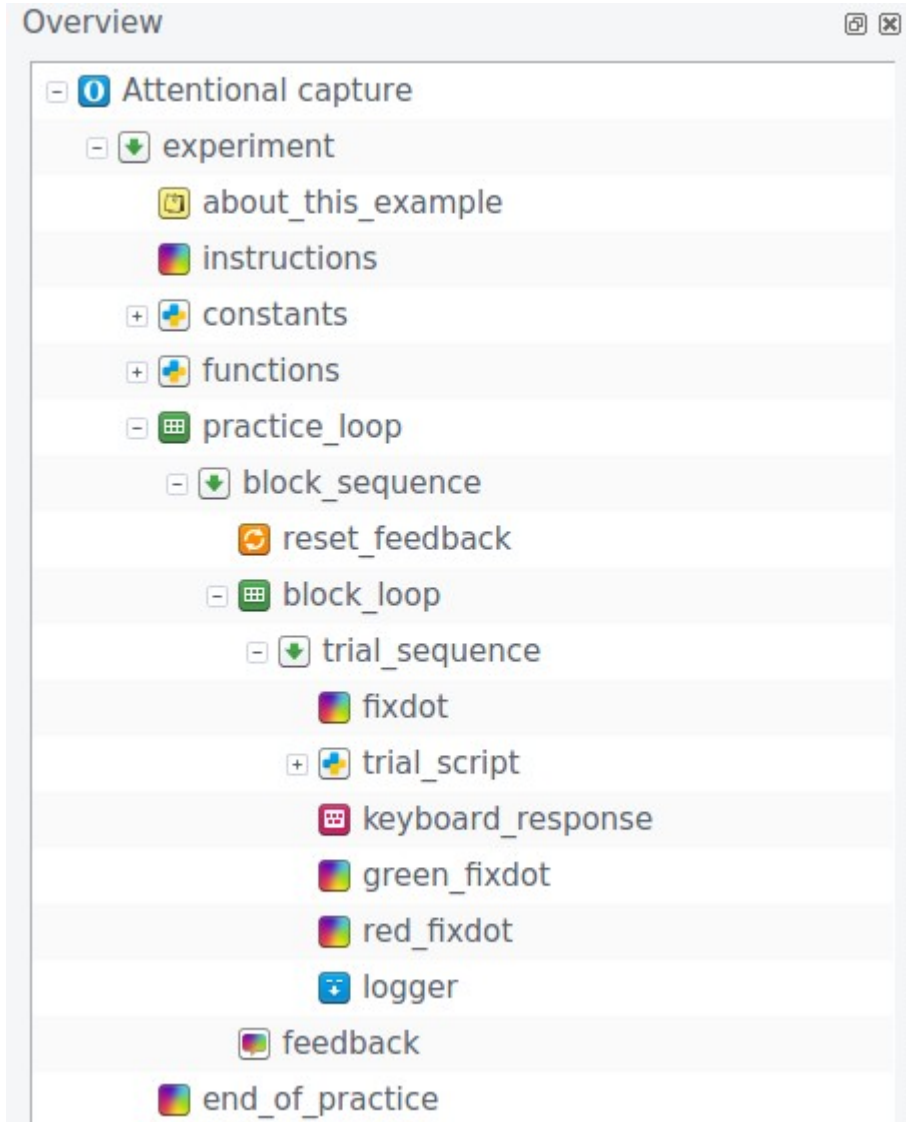 Overview
Attentional capture
experiment
about_this_example
instructions
constants
functions
practice_loop
block_sequence
reset_feedback
block_loop
trial_sequence
fixdot
trial_script
keyboard_response
green_fixdot
red_fixdot
logger
feedback
end_of_practice